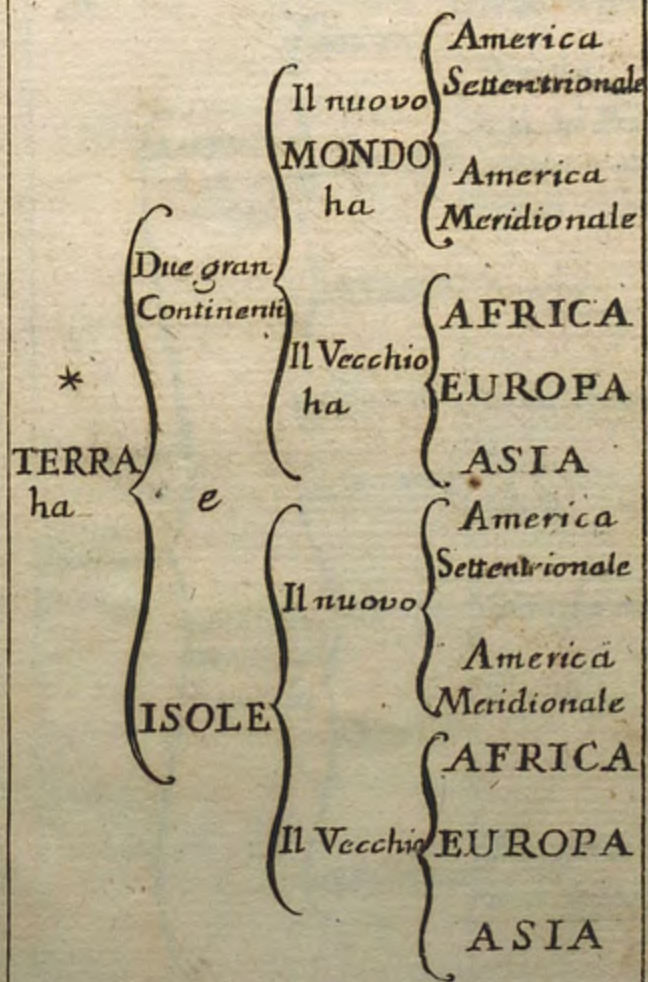 *
TERRA
ha
Due gran
Continenti
e
ISOLE
Il nuovo
MONDO
ha
Il Vecchio
ha
Il nuovo
Il Vecchio
America
Settentrionale
America
Meridionale
AFRICA
EUROPA
ASIA
America
Settentrionale
America
Meridionale
AFRICA
EUROPA
ASIA